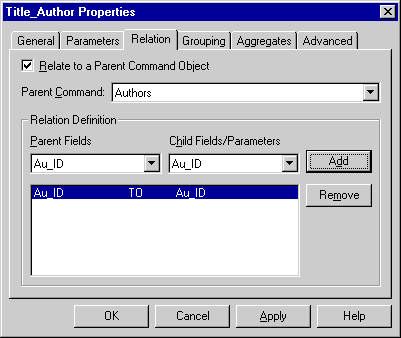 Title_Author Properties
General Parameters Relation Grouping Aggregates Advanced
Relate to a Parent Command Object
Parent Command: Authors
Relation Definition
Parent Fields Child Fields/Parameters
Au_ID Au_ID Add
Au_ID TO Au_ID
Remove
OK Cancel Apply Help